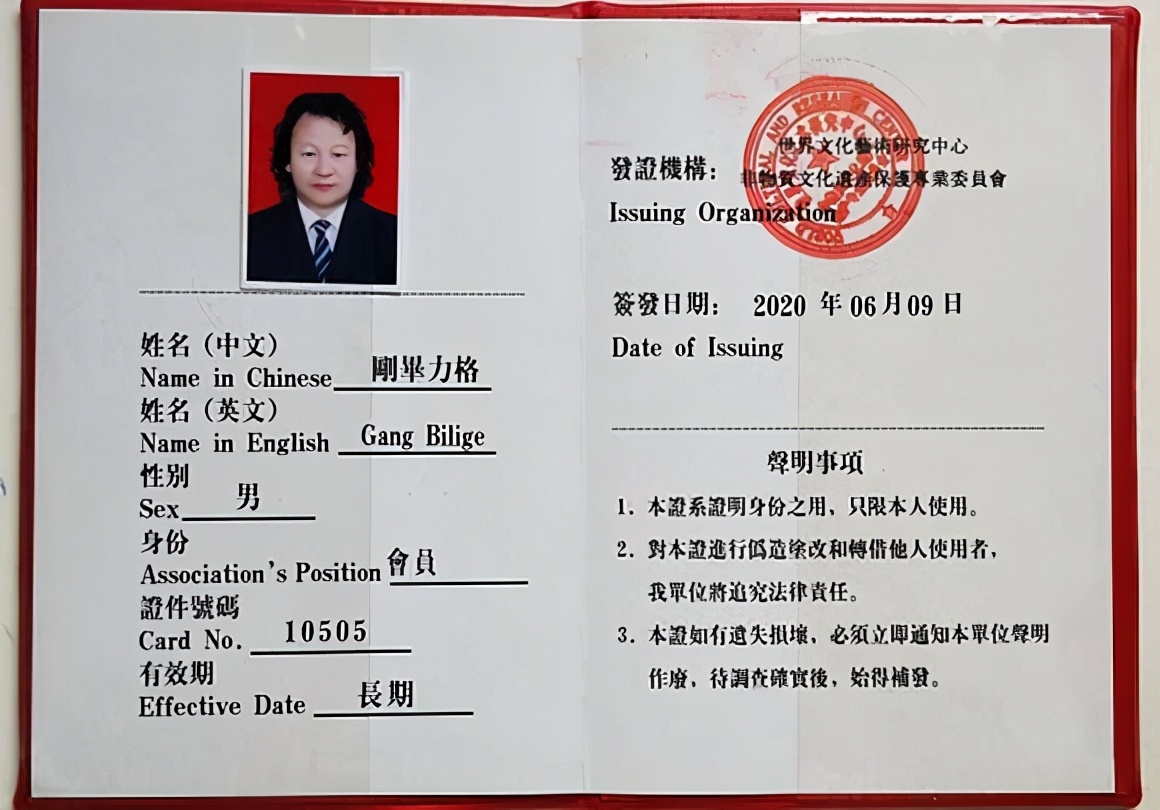 姓名（中文）
Name in Chinese 剛畢力格
姓名（英文）
Name in English Gang Bilige
性别
Sex 男
身份
Association's Position 會員
證件號碼
Card No. 10505
有效期
Effective Date 長期
世界文化藝術研究中心
發證機構： 非物質文化遺產保護專業委員會
Issuing Organization
簽發日期： 2020 年 06 月 09 日
Date of Issuing
聲明事項
1. 本證系證明身份之用，只限本人使用。
2. 對本證進行僞造塗改和轉借他人使用者，
我單位將追究法律責任。
3. 本證如有遺失損壞，必須立即通知本單位聲明
作廢，待調查確實後，始得補發。